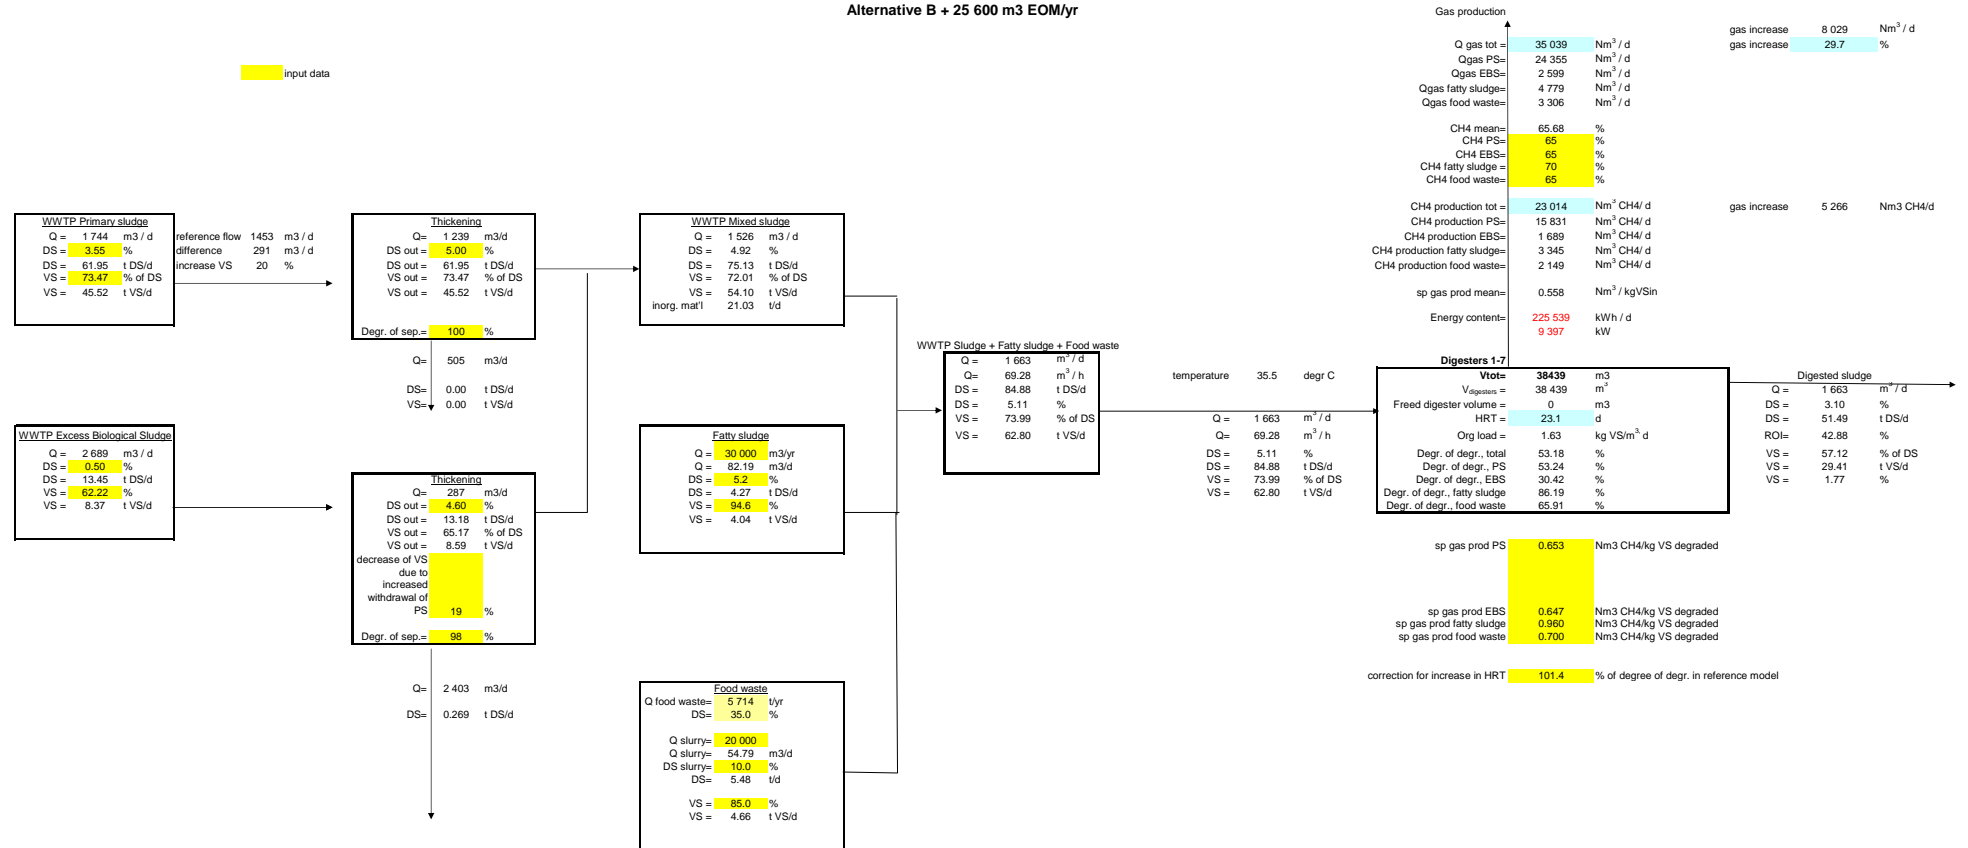 Alternative B + 25 600 m3 EOM/yr
input data
Gas production
Q gas tot = 35 039 Nm3 / d
Qgas PS= 24 355 Nm3 / d
Qgas EBS= 2 599 Nm3 / d
Qgas fatty sludge= 4 779 Nm3 / d
Qgas food waste= 3 306 Nm3 / d
gas increase 8 029 Nm3 / d
gas increase 29.7 %
CH4 mean= 65.68 %
CH4 PS= 65 %
CH4 EBS= 65 %
CH4 fatty sludge = 70 %
CH4 food waste= 65 %
CH4 production tot = 23 014 Nm3 CH4/ d
CH4 production PS= 15 831 Nm3 CH4/ d
CH4 production EBS= 1 689 Nm3 CH4/ d
CH4 production fatty sludge= 3 345 Nm3 CH4/ d
CH4 production food waste= 2 149 Nm3 CH4/ d
gas increase 5 266 Nm3 CH4/d
sp gas prod mean= 0.558 Nm3 / kgVSin
Energy content= 225 539 kWh / d
9 397 kW
WWTP Primary sludge
Q = 1 744 m3 / d
DS = 3.55 %
DS = 61.95 t DS/d
VS = 73.47 % of DS
VS = 45.52 t VS/d
reference flow 1453 m3 / d
difference 291 m3 / d
increase VS 20 %
Thickening
Q= 1 239 m3/d
DS out = 5.00 %
DS out = 61.95 t DS/d
VS out = 73.47 % of DS
VS out = 45.52 t VS/d
Degr. of sep.= 100 %
Q= 505 m3/d
DS= 0.00 t DS/d
VS= 0.00 t VS/d
WWTP Mixed sludge
Q = 1 526 m3 / d
DS = 4.92 %
DS = 75.13 t DS/d
VS = 72.01 % of DS
VS = 54.10 t VS/d
inorg. mat'l 21.03 t/d
WWTP Excess Biological Sludge
Q = 2 689 m3 / d
DS = 0.50 %
DS = 13.45 t DS/d
VS = 62.22 %
VS = 8.37 t VS/d
Thickening
Q= 287 m3/d
DS out = 4.60 %
DS out = 13.18 t DS/d
VS out = 65.17 % of DS
VS out = 8.59 t VS/d
decrease of VS
due to
increased
withdrawal of
PS 19 %
Degr. of sep.= 98 %
Q= 2 403 m3/d
DS= 0.269 t DS/d
Fatty sludge
Q = 30 000 m3/yr
Q = 82.19 m3/d
DS = 5.2 %
DS = 4.27 t DS/d
VS = 94.6 %
VS = 4.04 t VS/d
Food waste
Q food waste= 5 714 t/yr
DS= 35.0 %
Q slurry= 20 000
Q slurry= 54.79 m3/d
DS slurry= 10.0 %
DS= 5.48 t/d
VS = 85.0 %
VS = 4.66 t VS/d
WWTP Sludge + Fatty sludge + Food waste
Q = 1 663 m3 / d
Q= 69.28 m3 / h
DS = 84.88 t DS/d
DS = 5.11 %
VS = 73.99 % of DS
VS = 62.80 t VS/d
temperature 35.5 degr C
Q = 1 663 m3 / d
Q= 69.28 m3 / h
DS = 5.11 %
DS = 84.88 t DS/d
VS = 73.99 % of DS
VS = 62.80 t VS/d
Digesters 1-7
Vtot= 38439 m3
Vdigesters = 38 439 m3
Freed digester volume = 0 m3
HRT = 23.1 d
Org load = 1.63 kg VS/m3, d
Degr. of degr., total 53.18 %
Degr. of degr., PS 53.24 %
Degr. of degr., EBS 30.42 %
Degr. of degr., fatty sludge 86.19 %
Degr. of degr., food waste 65.91 %
Digested sludge
Q = 1 663 m3 / d
DS = 3.10 %
DS = 51.49 t DS/d
ROI= 42.88 %
VS = 57.12 % of DS
VS = 29.41 t VS/d
VS = 1.77 %
sp gas prod PS 0.653 Nm3 CH4/kg VS degraded
sp gas prod EBS 0.647 Nm3 CH4/kg VS degraded
sp gas prod fatty sludge 0.960 Nm3 CH4/kg VS degraded
sp gas prod food waste 0.700 Nm3 CH4/kg VS degraded
correction for increase in HRT 101.4 % of degree of degr. in reference model